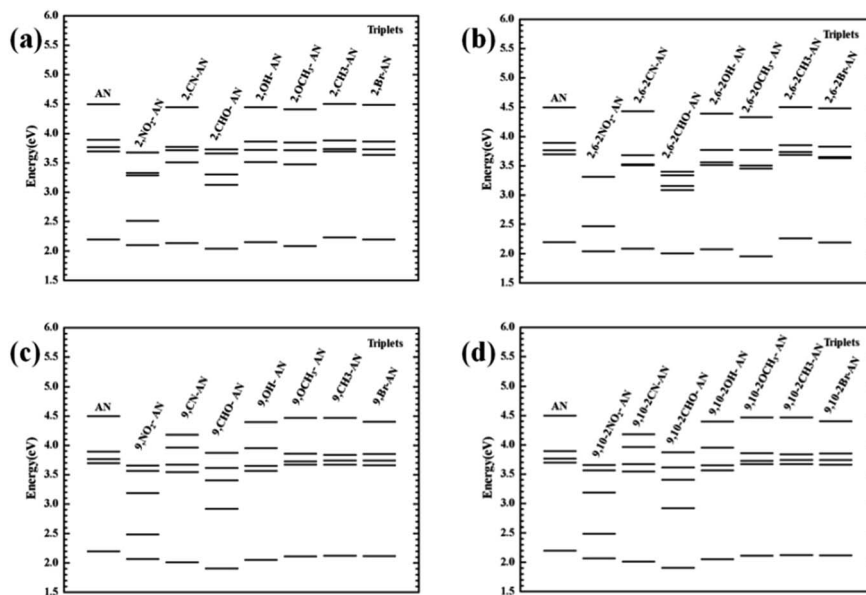 (a)
Triplets
AN
2,NO2- AN
2,CN-AN
2,CHO- AN
2,OH- AN
2,OCH3- AN
2,CH3-AN
2,Br-AN
Energy(eV)
6.0
5.5
5.0
4.5
4.0
3.5
3.0
2.5
2.0
1.5
(b)
Triplets
AN
2,6-2NO2- AN
2,6-2CN-AN
2,6-2CHO- AN
2,6-2OH- AN
2,6-2OCH3- AN
2,6-2CH3-AN
2,6-2Br-AN
Energy(eV)
6.0
5.5
5.0
4.5
4.0
3.5
3.0
2.5
2.0
1.5
(c)
Triplets
AN
9,NO2- AN
9,CN-AN
9,CHO- AN
9,OH- AN
9,OCH3- AN
9,CH3-AN
9,Br-AN
Energy(eV)
6.0
5.5
5.0
4.5
4.0
3.5
3.0
2.5
2.0
1.5
(d)
Triplets
AN
9,10-2NO2- AN
9,10-2CN-AN
9,10-2CHO- AN
9,10-2OH- AN
9,10-2OCH3- AN
9,10-2CH3-AN
9,10-2Br-AN
Energy(eV)
6.0
5.5
5.0
4.5
4.0
3.5
3.0
2.5
2.0
1.5